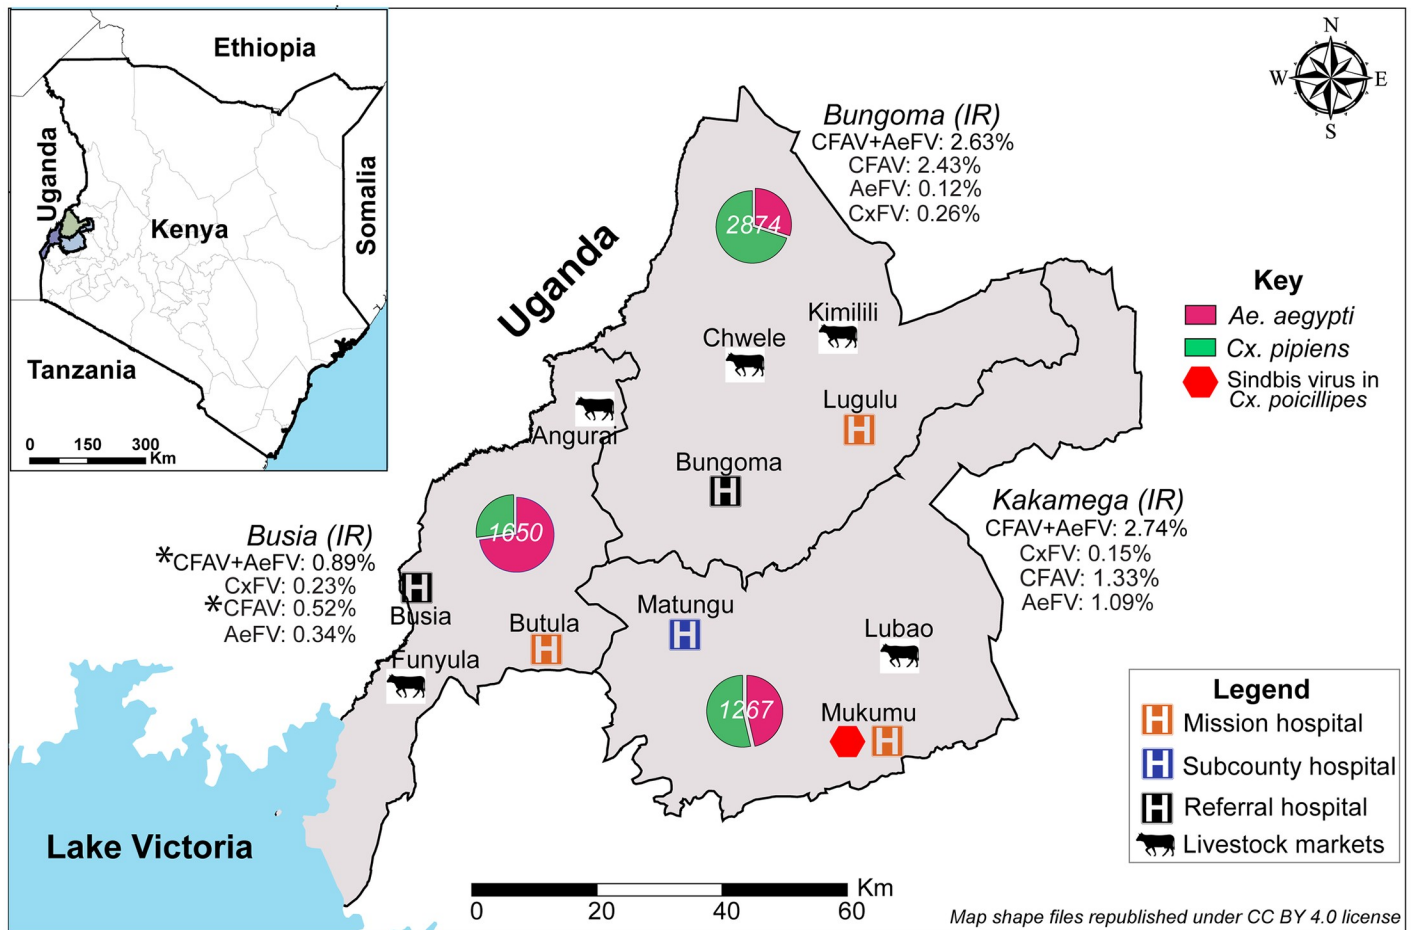 Ethiopia
Uganda
Kenya
Somalia
Tanzania
0 150 300
Km
N
W E
S
Bungoma (IR)
CFAV+AeFV: 2.63%
CFAV: 2.43%
AeFV: 0.12%
CxFV: 0.26%
2874
Uganda
Kimilili
Chwele
Lugulu
Angurai
Bungoma
Key
Ae. aegypti
Cx. pipiens
Sindbis virus in
Cx. poicillipes
Kakamega (IR)
CFAV+AeFV: 2.74%
CxFV: 0.15%
CFAV: 1.33%
AeFV: 1.09%
1650
Busia (IR)
*CFAV+AeFV: 0.89%
CxFV: 0.23%
*CFAV: 0.52%
AeFV: 0.34%
H
Busia
Butula
Funyula
Matungu
Lubao
1267
Mukumu
Legend
H Mission hospital
H Subcounty hospital
H Referral hospital
Livestock markets
Lake Victoria
Km
0 20 40 60
Map shape files republished under CC BY 4.0 license